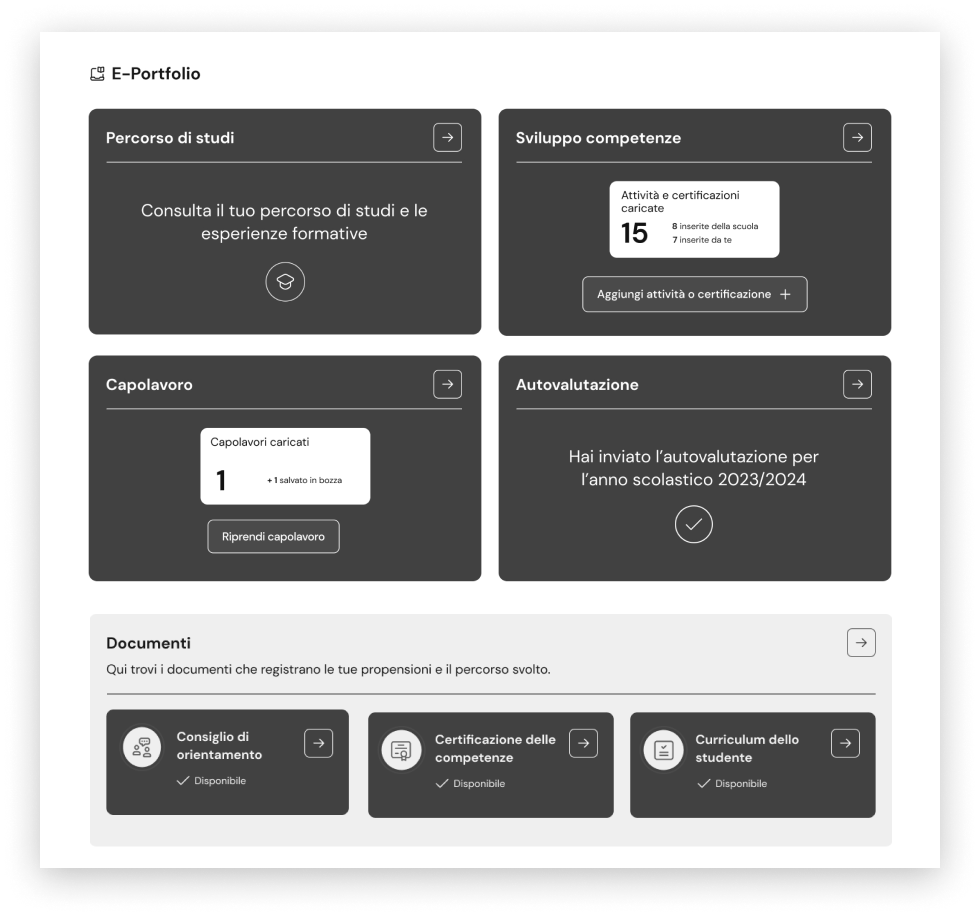 E-Portfolio
Percorso di studi
Consulta il tuo percorso di studi e le
esperienze formative
Sviluppo competenze
Attività e certificazioni
caricate
15
8 inserite della scuola
7 inserite da te
Aggiungi attività o certificazione +
Capolavoro
Capolavori caricati
1
+ 1 salvato in bozza
Riprendi capolavoro
Autovalutazione
Hai inviato l'autovalutazione per
l'anno scolastico 2023/2024
Documenti
Qui trovi i documenti che registrano le tue propensioni e il percorso svolto.
Consiglio di
orientamento
Disponibile
Certificazione delle
competenze
Disponibile
Curriculum dello
studente
Disponibile